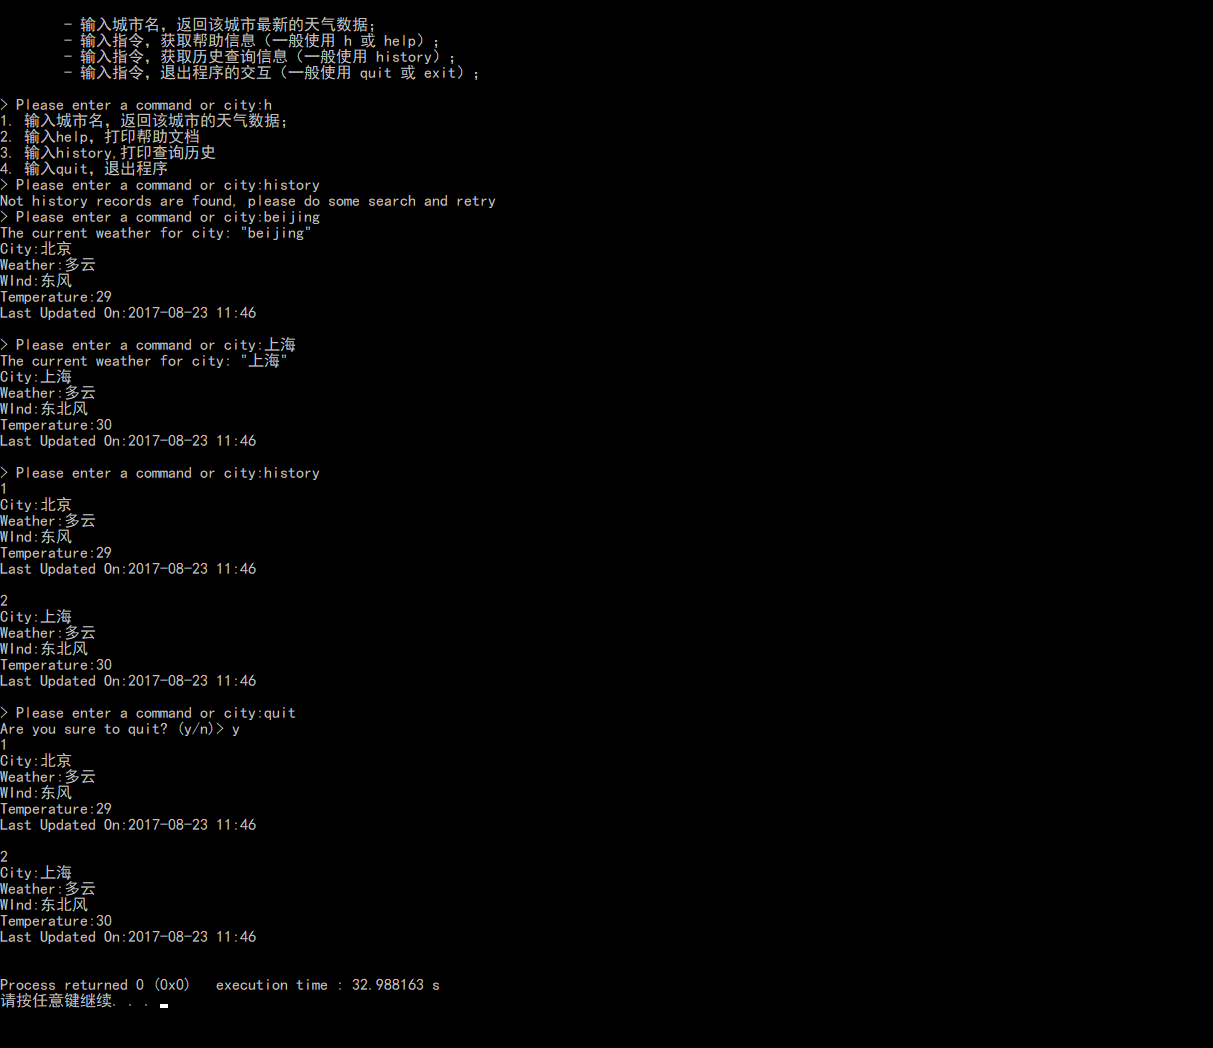 - 输入城市名，返回该城市最新的天气数据；
- 输入指令，获取帮助信息（一般使用 h 或 help）；
- 输入指令，获取历史查询信息（一般使用 history）；
- 输入指令，退出程序的交互（一般使用 quit 或 exit）；
> Please enter a command or city:h
1. 输入城市名，返回该城市的天气数据；
2. 输入help，打印帮助文档
3. 输入history,打印查询历史
4. 输入quit，退出程序
> Please enter a command or city:history
Not history records are found, please do some search and retry
> Please enter a command or city:beijing
The current weather for city: "beijing"
City:北京
Weather:多云
WInd:东风
Temperature:29
Last Updated On:2017-08-23 11:46
> Please enter a command or city:上海
The current weather for city: "上海"
City:上海
Weather:多云
WInd:东北风
Temperature:30
Last Updated On:2017-08-23 11:46
> Please enter a command or city:history
1
City:北京
Weather:多云
WInd:东风
Temperature:29
Last Updated On:2017-08-23 11:46
2
City:上海
Weather:多云
WInd:东北风
Temperature:30
Last Updated On:2017-08-23 11:46
> Please enter a command or city:quit
Are you sure to quit? (y/n)> y
1
City:北京
Weather:多云
WInd:东风
Temperature:29
Last Updated On:2017-08-23 11:46
2
City:上海
Weather:多云
WInd:东北风
Temperature:30
Last Updated On:2017-08-23 11:46
Process returned 0 (0x0)   execution time : 32.988163 s
请按任意键继续. . .